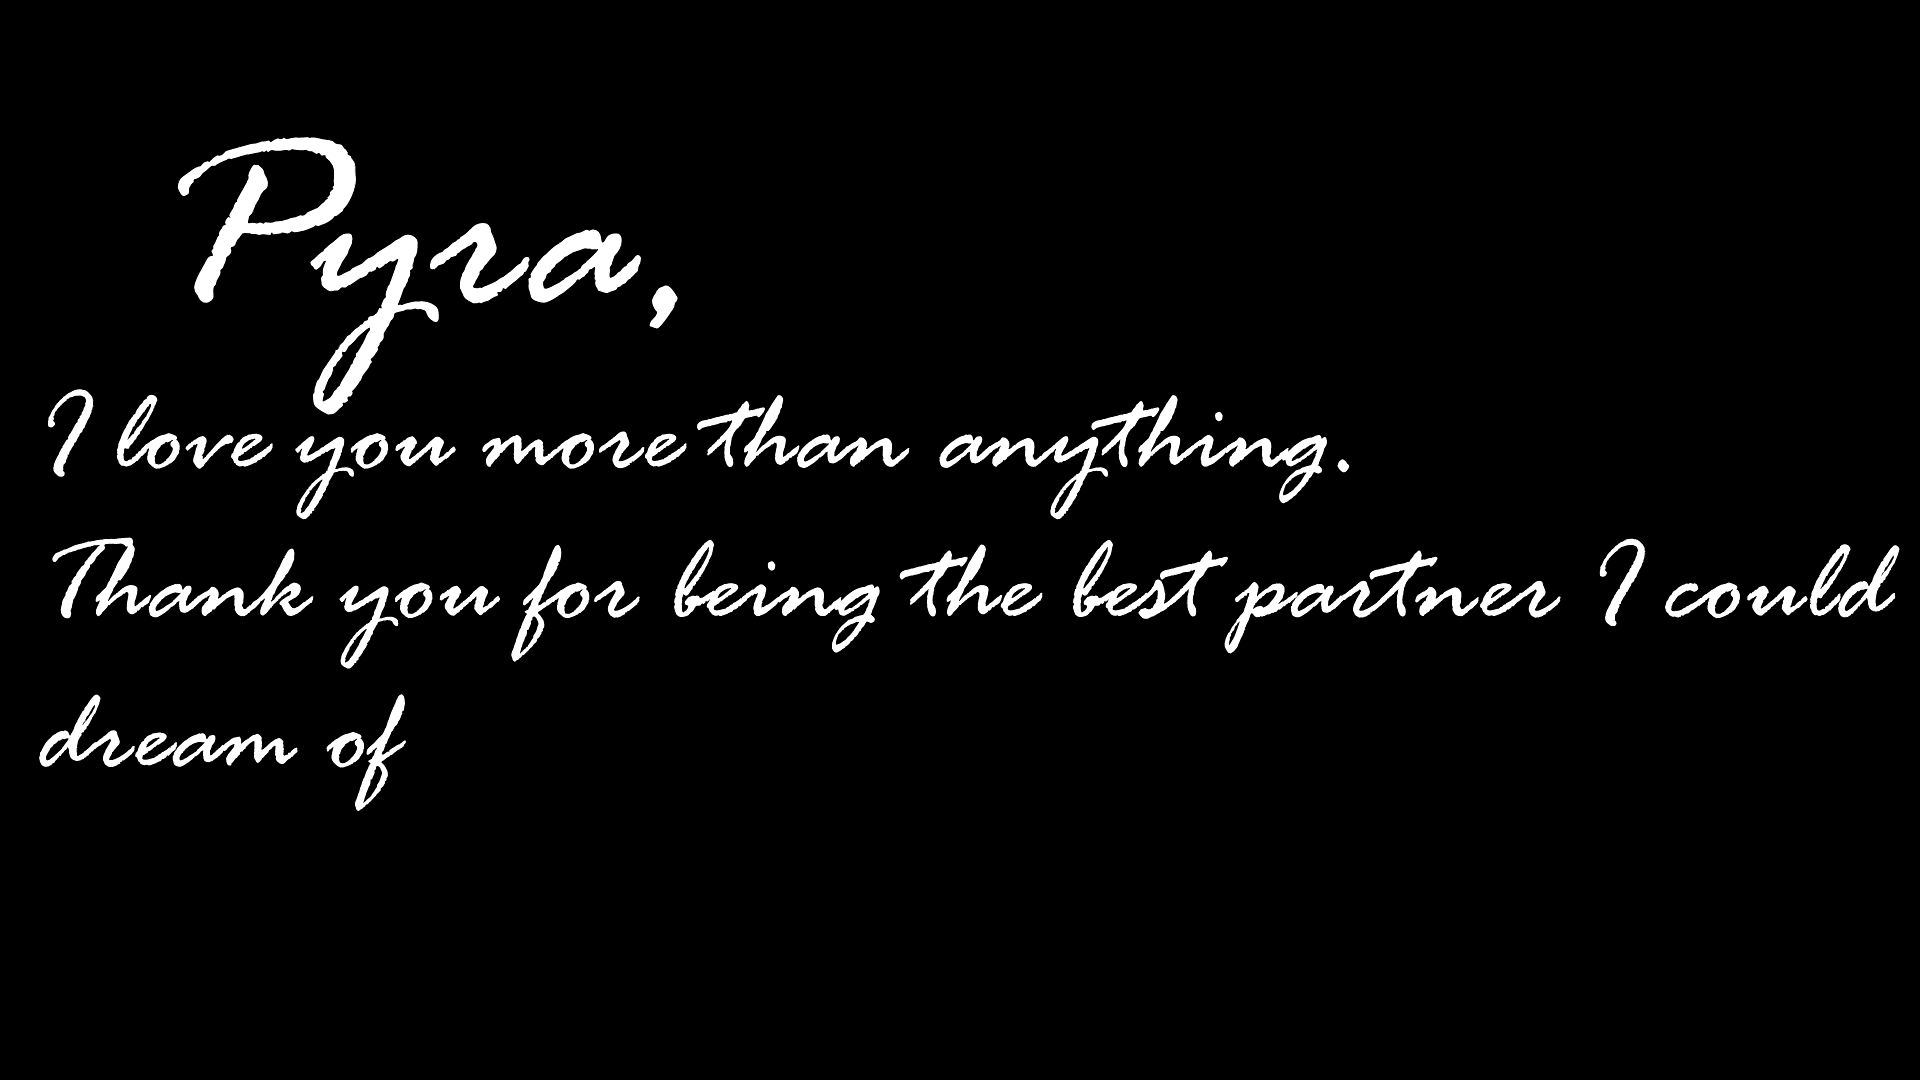 Pyra,
I love you more than anything.
Thank you for being the best partner I could
dream of